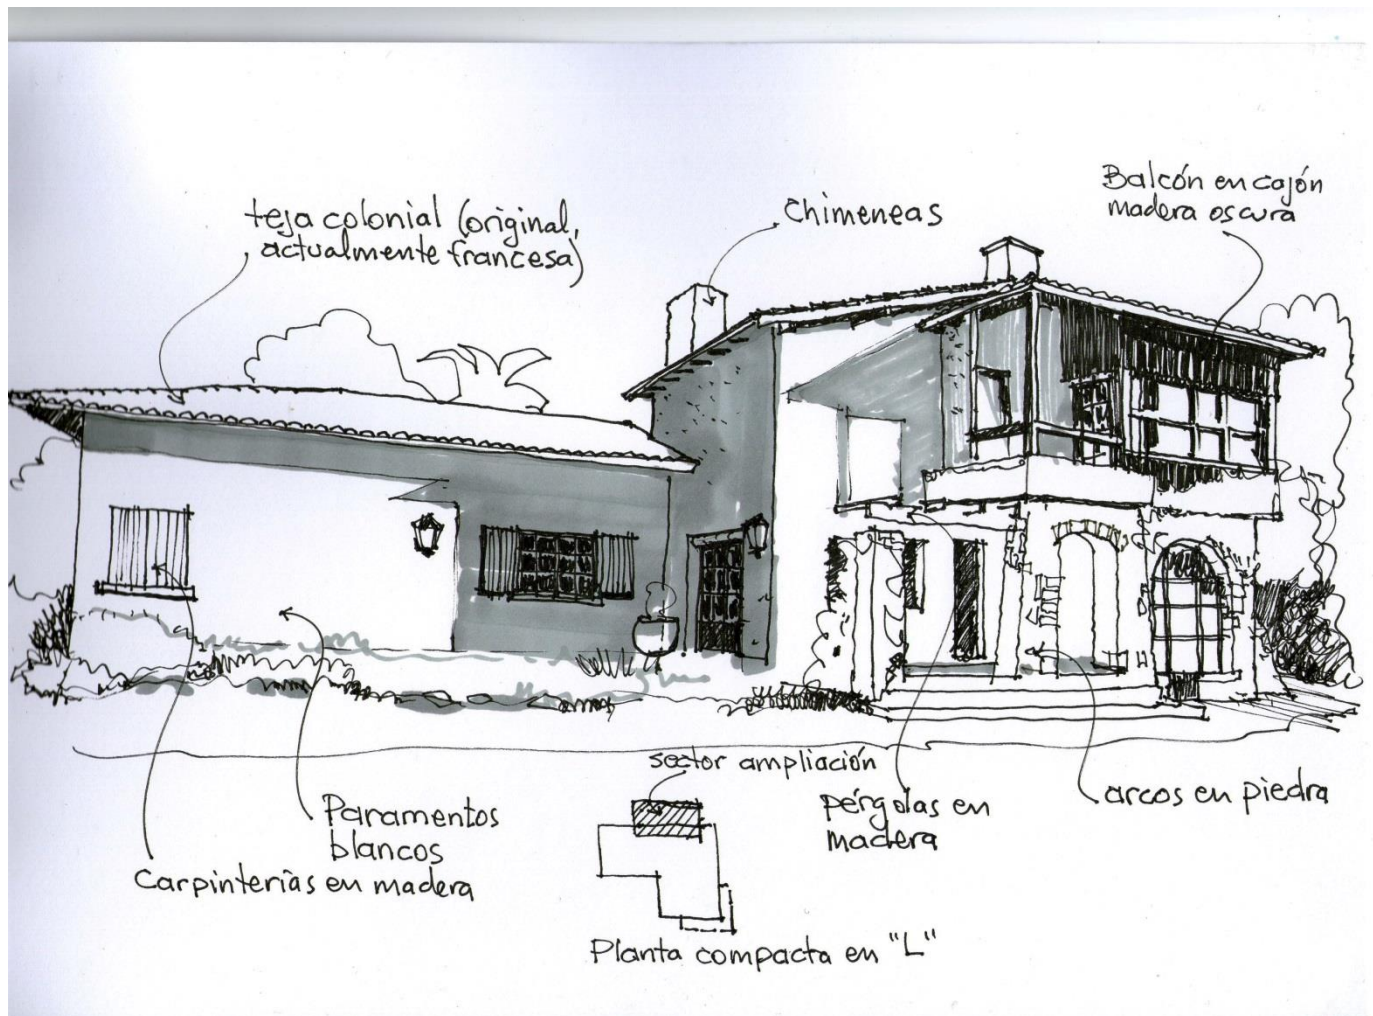 teja colonial (original,
actualmente francesa)
chimeneas
Balcón en cajón
madera oscura
sector ampliación
Paramentos
blancos
Carpinterías en madera
pérgolas en
madera
arcos en piedra
Planta compacta en "L"